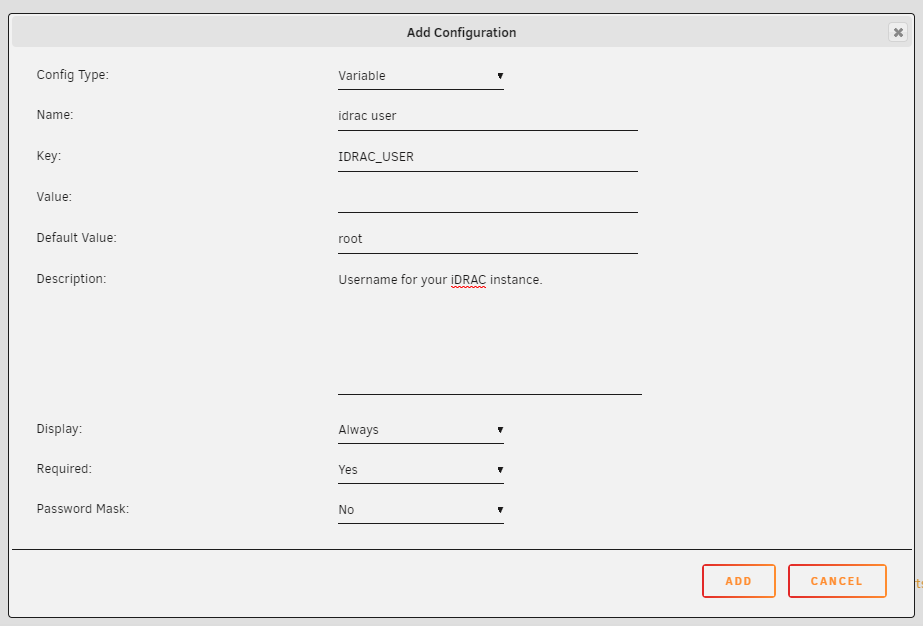 Add Configuration
Config Type: Variable
Name: idrac user
Key: IDRAC_USER
Value:
Default Value: root
Description: Username for your iDRAC instance.
Display: Always
Required: Yes
Password Mask: No
ADD CANCEL